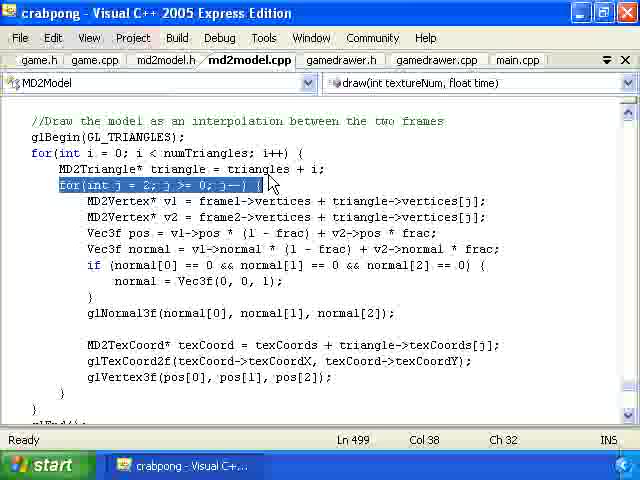 crabpong - Visual C++ 2005 Express Edition
File Edit View Project Build Debug Tools Window Community Help
game.h game.cpp md2model.h md2model.cpp gamedrawer.h gamedrawer.cpp main.cpp
MD2Model draw(int textureNum, float time)
//Draw the model as an interpolation between the two frames
glBegin(GL_TRIANGLES);
for(int i = 0; i < numTriangles; i++) {
MD2Triangle* triangle = triangles + i;
for(int j = 2; j >= 0; j--) {
MD2Vertex* v1 = frame1->vertices + triangle->vertices[j];
MD2Vertex* v2 = frame2->vertices + triangle->vertices[j];
Vec3f pos = v1->pos * (1 - frac) + v2->pos * frac;
Vec3f normal = v1->normal * (1 - frac) + v2->normal * frac;
if (normal[0] == 0 && normal[1] == 0 && normal[2] == 0) {
normal = Vec3f(0, 0, 1);
}
glNormal3f(normal[0], normal[1], normal[2]);
MD2TexCoord* texCoord = texCoords + triangle->texCoords[j];
glTexCoord2f(texCoord->texCoordX, texCoord->texCoordY);
glVertex3f(pos[0], pos[1], pos[2]);
}
}
glEnd();
Ready Ln 499 Col 38 Ch 32 INS
start crabpong - Visual C+...